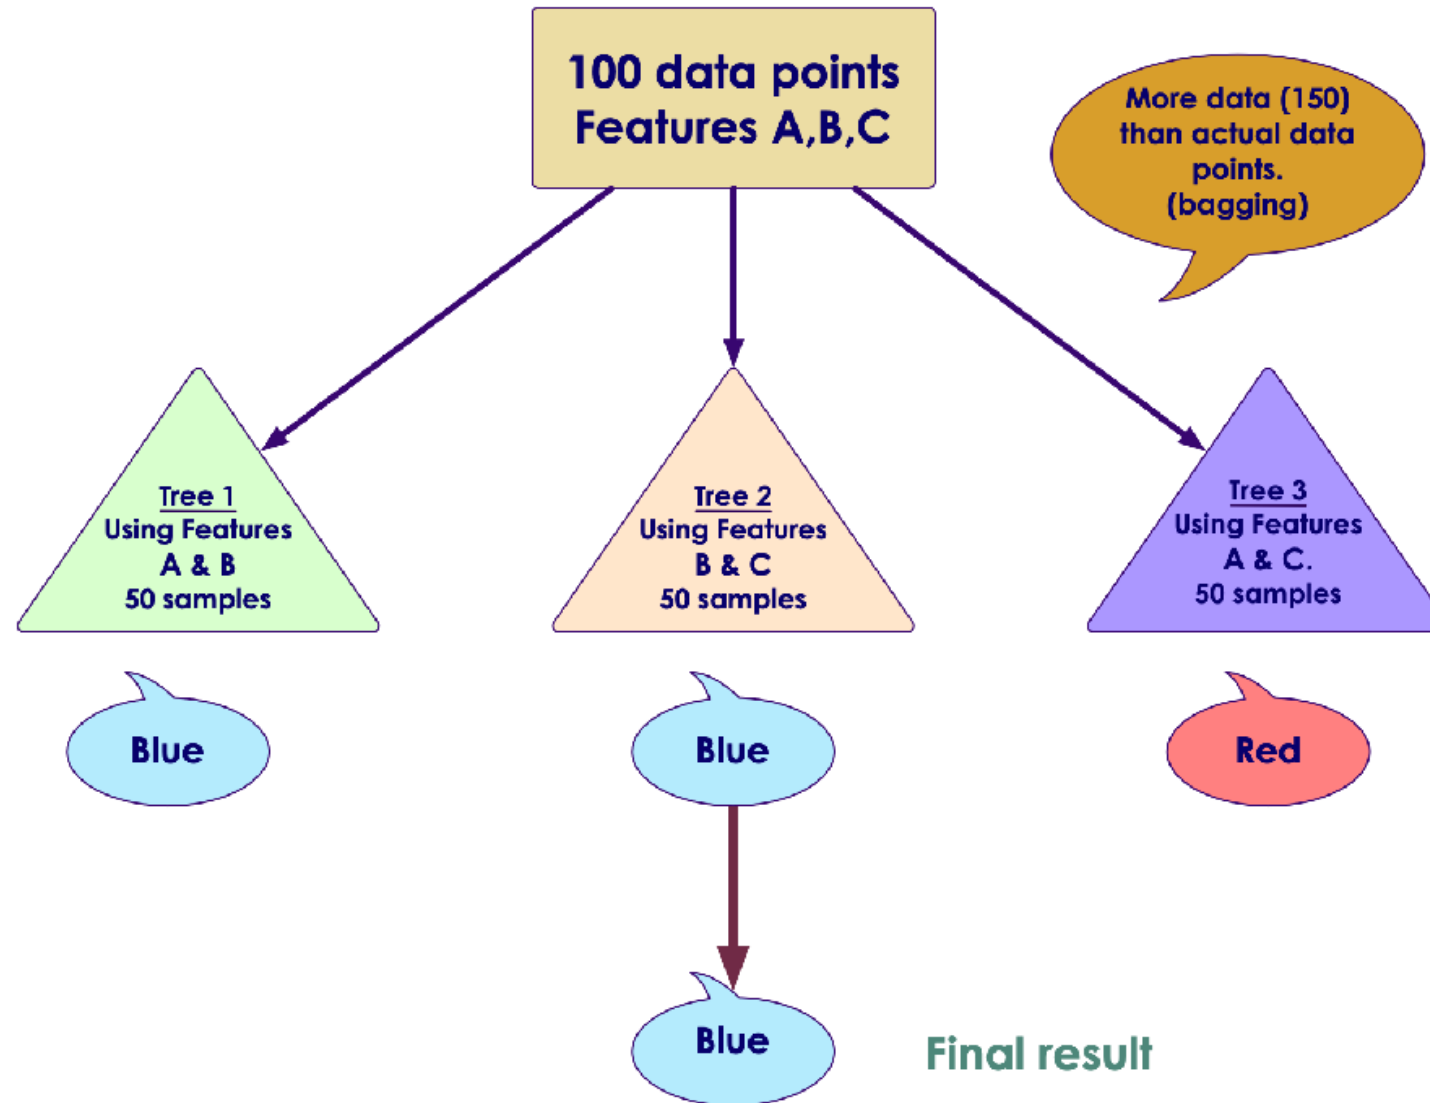 100 data points
Features A,B,C
More data (150)
than actual data
points.
(bagging)
Tree 1
Using Features
A & B
50 samples
Tree 2
Using Features
B & C
50 samples
Tree 3
Using Features
A & C.
50 samples
Blue
Blue
Red
Blue
Final result